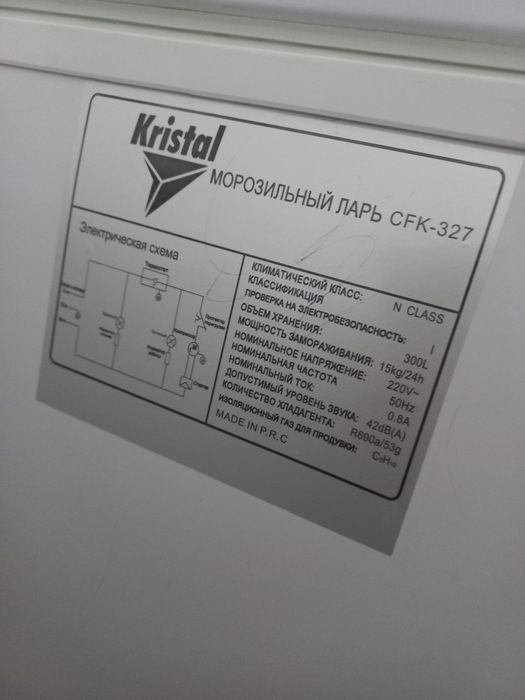 Kristal
МОРОЗИЛЬНЫЙ ЛАРЬ CFK-327
Электрическая схема
Термостат
КЛИМАТИЧЕСКИЙ КЛАСС: N CLASS
КЛАССИФИКАЦИЯ
ПРОВЕРКА НА ЭЛЕКТРОБЕЗОПАСНОСТЬ: I
ОБЪЕМ ХРАНЕНИЯ: 300L
МОЩНОСТЬ ЗАМОРАЖИВАНИЯ: 15kg/24h
НОМИНАЛЬНОЕ НАПРЯЖЕНИЕ: 220V~
НОМИНАЛЬНАЯ ЧАСТОТА 50Hz
НОМИНАЛЬНЫЙ ТОК: 0.8A
ДОПУСТИМЫЙ УРОВЕНЬ ЗВУКА: 42dB(A)
КОЛИЧЕСТВО ХЛАДАГЕНТА: R690a/53g
ИЗОЛЯЦИОННЫЙ ГАЗ ДЛЯ ПРОДУВКИ: C₅H₁₀
MADE IN P.R.C